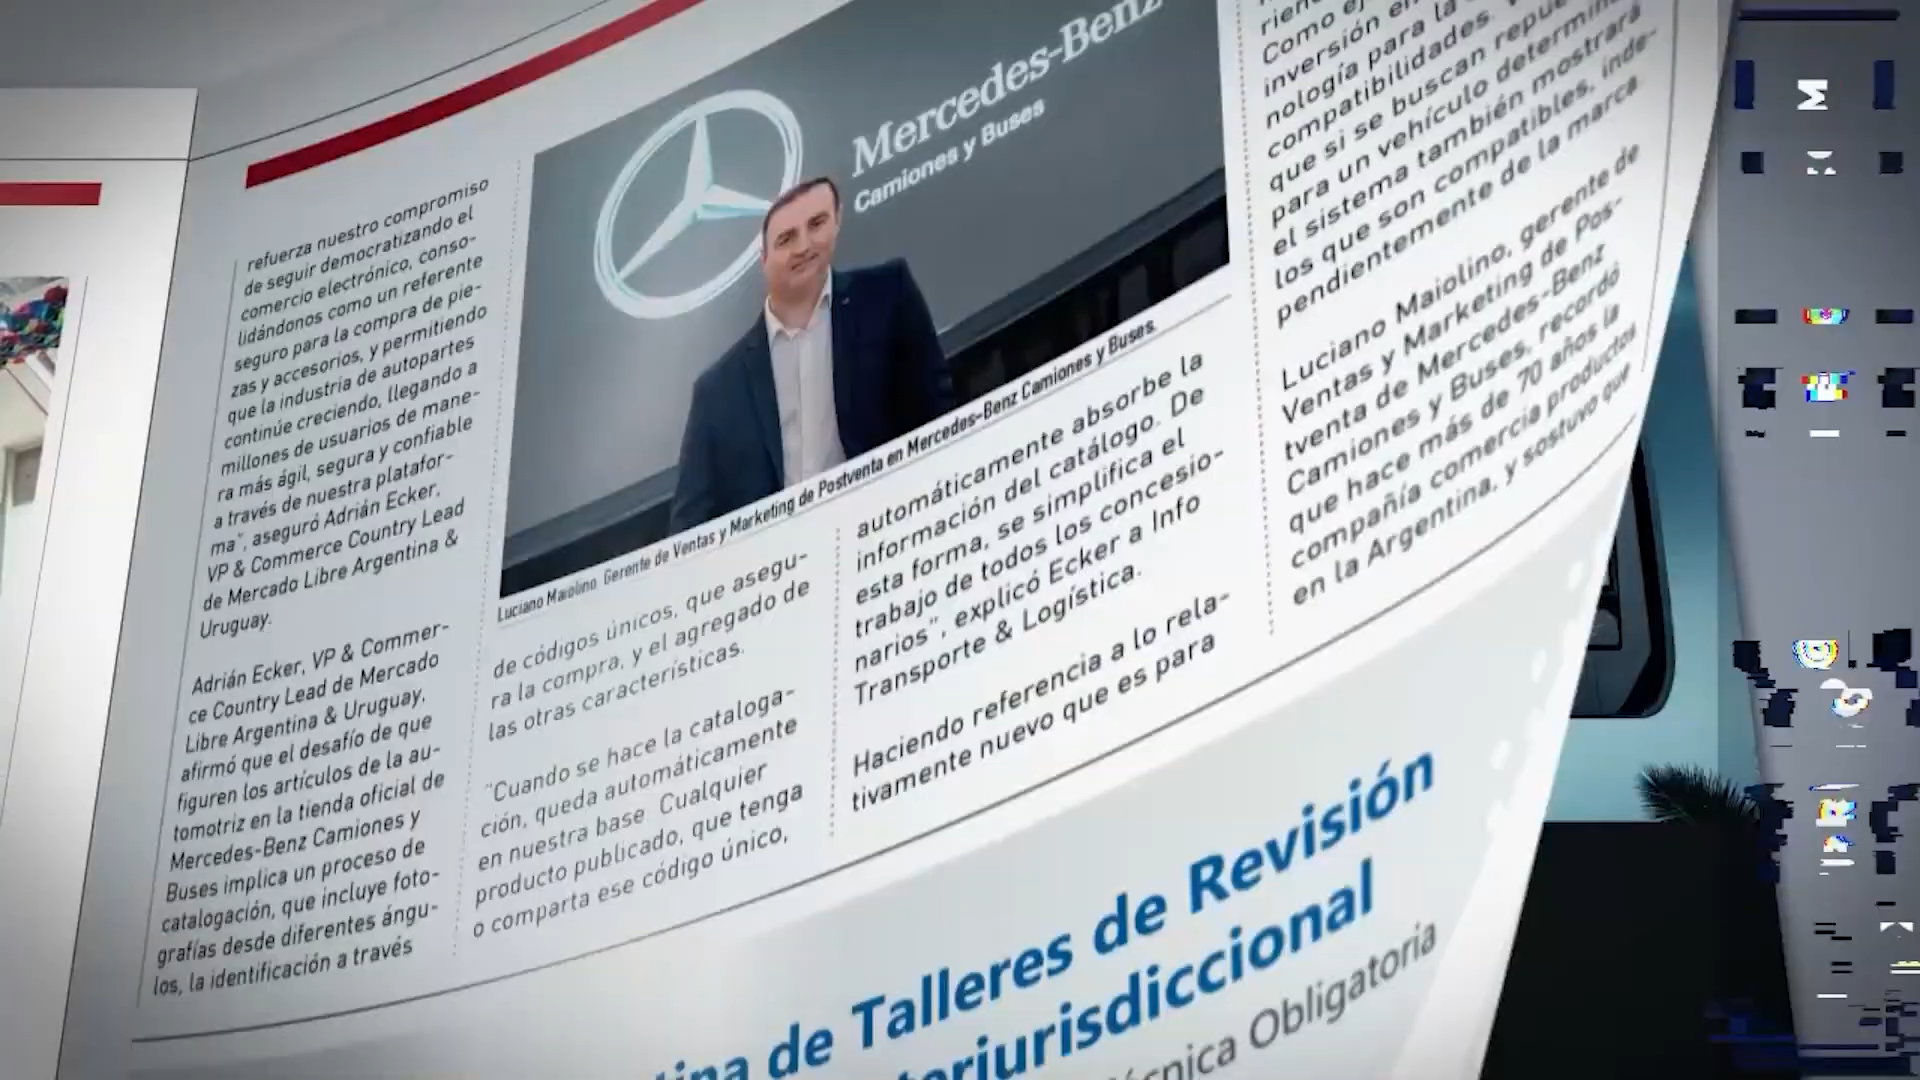 refuerza nuestro compromiso
de seguir democratizando el
comercio electrónico, conso-
lidándonos como un referente
seguro para la compra de pie-
zas y accesorios, y permitiendo
que la industria de autopartes
continúe creciendo, llegando a
millones de usuarios de mane-
ra más ágil, segura y confiable
a través de nuestra platafor-
ma", aseguró Adrián Ecker,
VP & Commerce Country Lead
de Mercado Libre Argentina &
Uruguay.
Adrián Ecker, VP & Commer-
ce Country Lead de Mercado
Libre Argentina & Uruguay,
afirmó que el desafío de que
figuren los artículos de la au-
tomotriz en la tienda oficial de
Mercedes-Benz Camiones y
Buses implica un proceso de
catalogación, que incluye foto-
grafías desde diferentes ángu-
los, la identificación a través
Mercedes-Benz
Camiones y Buses
Luciano Maiolino. Gerente de Ventas y Marketing de Postventa en Mercedes-Benz Camiones y Buses.
de códigos únicos, que asegu-
ra la compra, y el agregado de
las otras características.
"Cuando se hace la cataloga-
ción, queda automáticamente
en nuestra base. Cualquier
producto publicado, que tenga
o comparta ese código único,
automáticamente absorbe la
información del catálogo. De
esta forma, se simplifica el
trabajo de todos los concesio-
narios", explicó Ecker a Info
Transporte & Logística.
Haciendo referencia a lo rela-
tivamente nuevo que es para
Como
inversión en
nología para la
compatibilidades.
que si se buscan
para un vehículo
el sistema también mostrará
los que son compatibles, inde-
pendientemente de la marca.
Luciano Maiolino, gerente de
Ventas y Marketing de Pos-
tventa de Mercedes-Benz
Camiones y Buses, recordó
que hace más de 70 años la
compañía comercia productos
en la Argentina, y sostuvo que
de Talleres de Revisión
Obligatoria